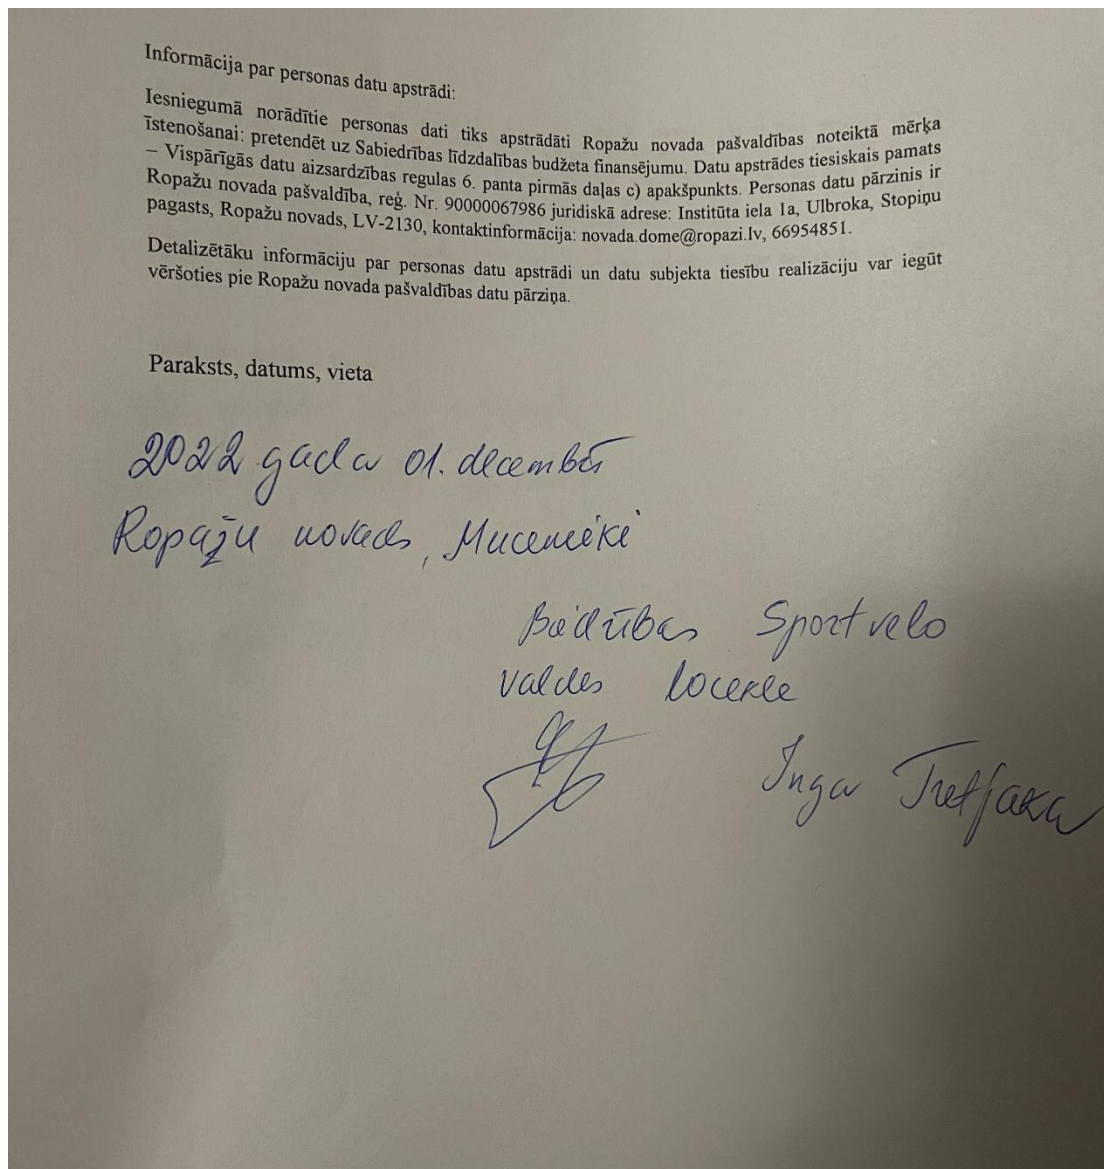 Informācija par personas datu apstrādi:
Iesniegumā norādītie personas dati tiks apstrādāti Ropažu novada pašvaldības noteiktā mērķa
īstenošanai: pretendēt uz Sabiedrības līdzdalības budžeta finansējumu. Datu apstrādes tiesiskais pamats
– Vispārīgās datu aizsardzības regulas 6. panta pirmās daļas c) apakšpunkts. Personas datu pārzinis ir
Ropažu novada pašvaldība, reģ. Nr. 90000067986 juridiskā adrese: Institūta iela 1a, Ulbroka, Stopiņu
pagasts, Ropažu novads, LV-2130, kontaktinformācija: novada.dome@ropazi.lv, 66954851.
Detalizētāku informāciju par personas datu apstrādi un datu subjekta tiesību realizāciju var iegūt
vēršoties pie Ropažu novada pašvaldības datu pārziņa.
Paraksts, datums, vieta
2022 gada 01. decembrī
Ropažu novads, Mucenieki
Biedrības Sportvelo
valdes locekle
Inga Tretjaka